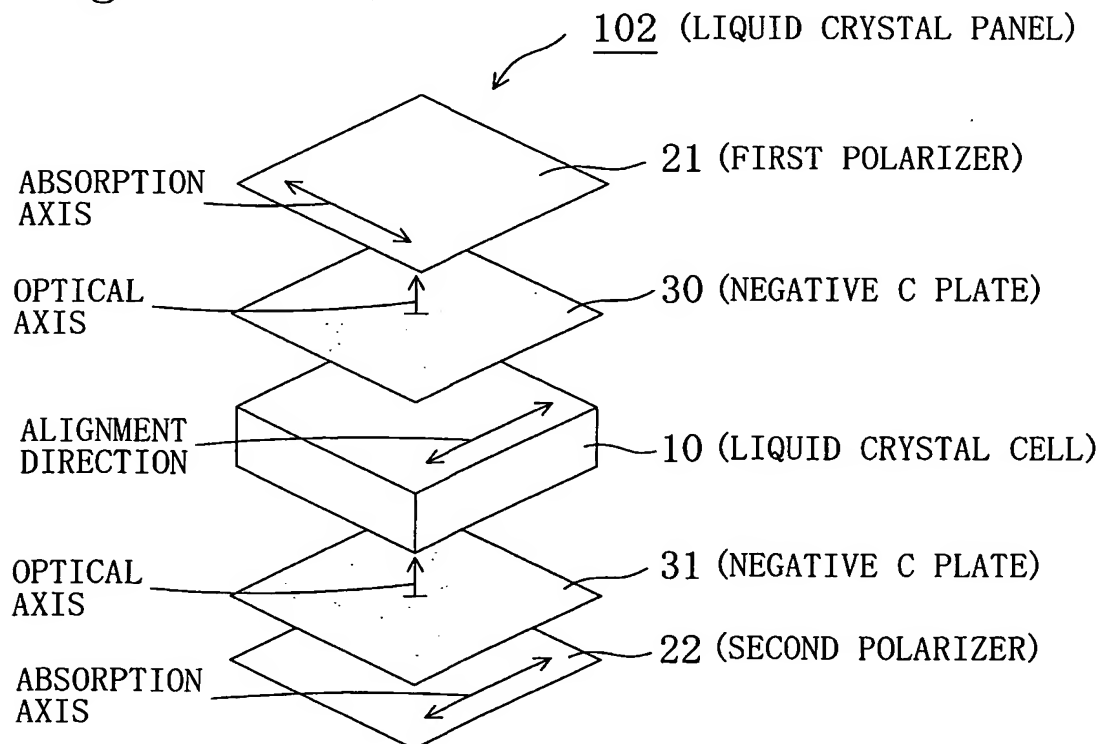 102 (LIQUID CRYSTAL PANEL)
21 (FIRST POLARIZER)
ABSORPTION
AXIS
OPTICAL
AXIS
30 (NEGATIVE C PLATE)
ALIGNMENT
DIRECTION
10 (LIQUID CRYSTAL CELL)
OPTICAL
AXIS
31 (NEGATIVE C PLATE)
22 (SECOND POLARIZER)
ABSORPTION
AXIS